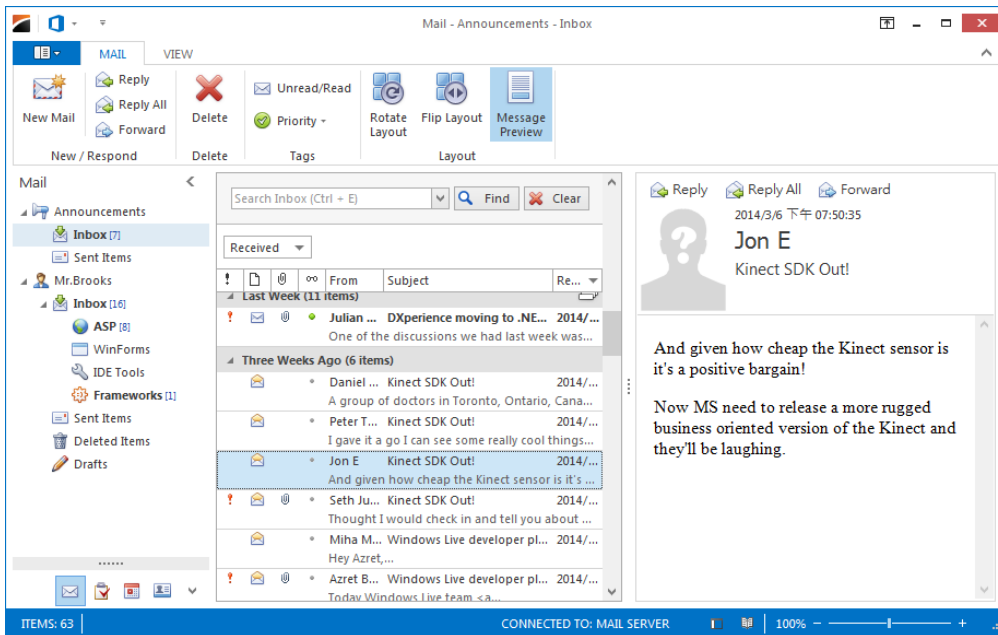 Mail - Announcements - Inbox
MAIL VIEW
New Mail
Reply
Reply All
Forward
Delete
Unread/Read
Priority
Rotate Layout
Flip Layout
Message Preview
New / Respond
Delete
Tags
Layout
Mail
Announcements
Inbox [7]
Sent Items
Mr.Brooks
Inbox [16]
ASP [8]
WinForms
IDE Tools
Frameworks [1]
Sent Items
Deleted Items
Drafts
Search Inbox (Ctrl + E) Find Clear
Received
From Subject Re...
Last Week (11 items)
Julian ... DXperience moving to .NE... 2014/...
One of the discussions we had last week was...
Three Weeks Ago (6 items)
Daniel ... Kinect SDK Out! 2014/...
A group of doctors in Toronto, Ontario, Cana...
Peter T... Kinect SDK Out! 2014/...
I gave it a go I can see some really cool things...
Jon E Kinect SDK Out! 2014/...
And given how cheap the Kinect sensor is it's ...
Seth Ju... Kinect SDK Out! 2014/...
Thought I would check in and tell you about ...
Miha M... Windows Live developer pl... 2014/...
Hey Azret,...
Azret B... Windows Live developer pl... 2014/...
Today Windows Live team <a...
Reply Reply All Forward
2014/3/6 下午 07:50:35
Jon E
Kinect SDK Out!
And given how cheap the Kinect sensor is
it's a positive bargain!
Now MS need to release a more rugged
business oriented version of the Kinect and
they'll be laughing.
ITEMS: 63
CONNECTED TO: MAIL SERVER
100%